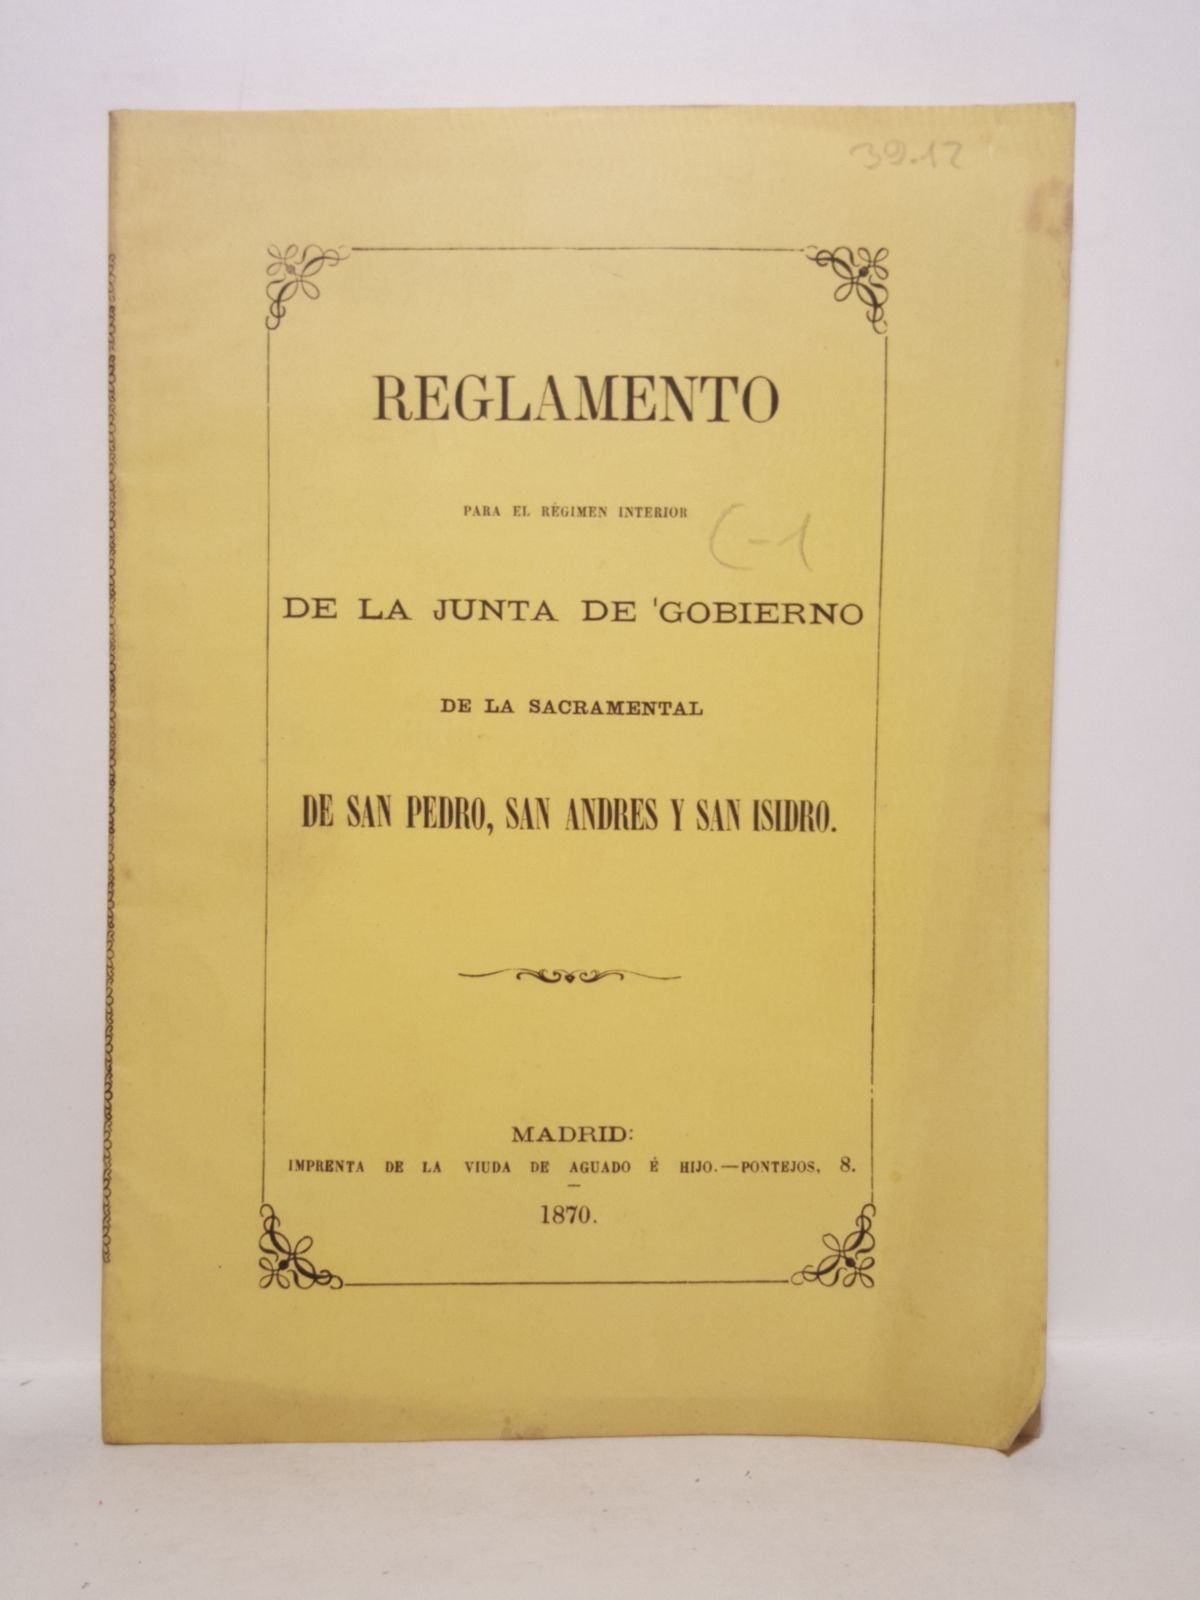 39.12
REGLAMENTO
PARA EL RÉGIMEN INTERIOR
C-1
DE LA JUNTA DE 'GOBIERNO
DE LA SACRAMENTAL
DE SAN PEDRO, SAN ANDRES Y SAN ISIDRO.
MADRID:
IMPRENTA DE LA VIUDA DE AGUADO É HIJO.—PONTEJOS, 8.
1870.